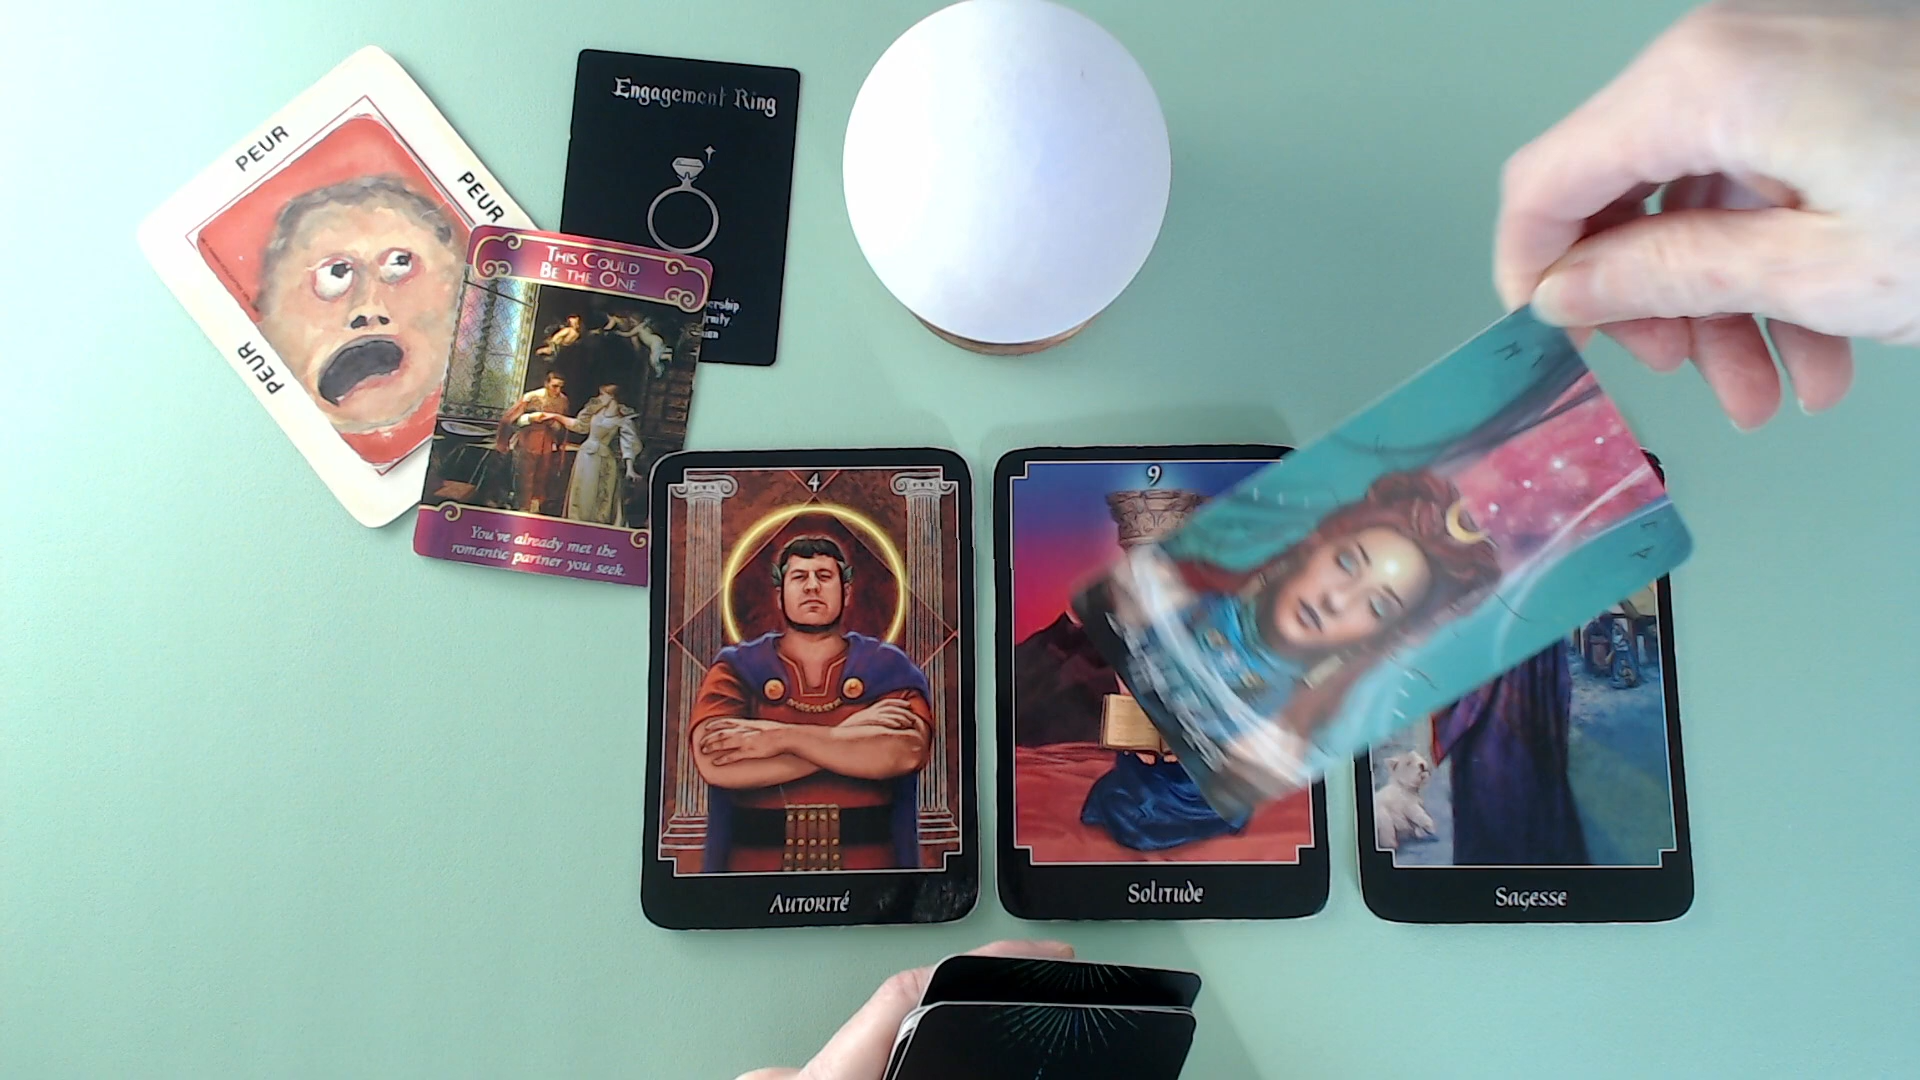 PEUR
PEUR
PEUR
Engagement Ring
This Could
Be the One
You've already met the
romantic partner you seek.
4
Autorité
9
Solitude
Sagesse